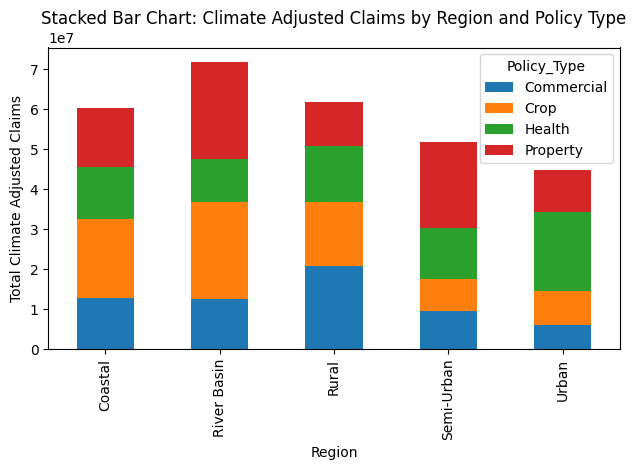 Stacked Bar Chart: Climate Adjusted Claims by Region and Policy Type
1e7
Policy_Type
Commercial
Crop
Health
Property
Total Climate Adjusted Claims
7
6
5
4
3
2
1
0
Coastal
River Basin
Rural
Semi-Urban
Urban
Region